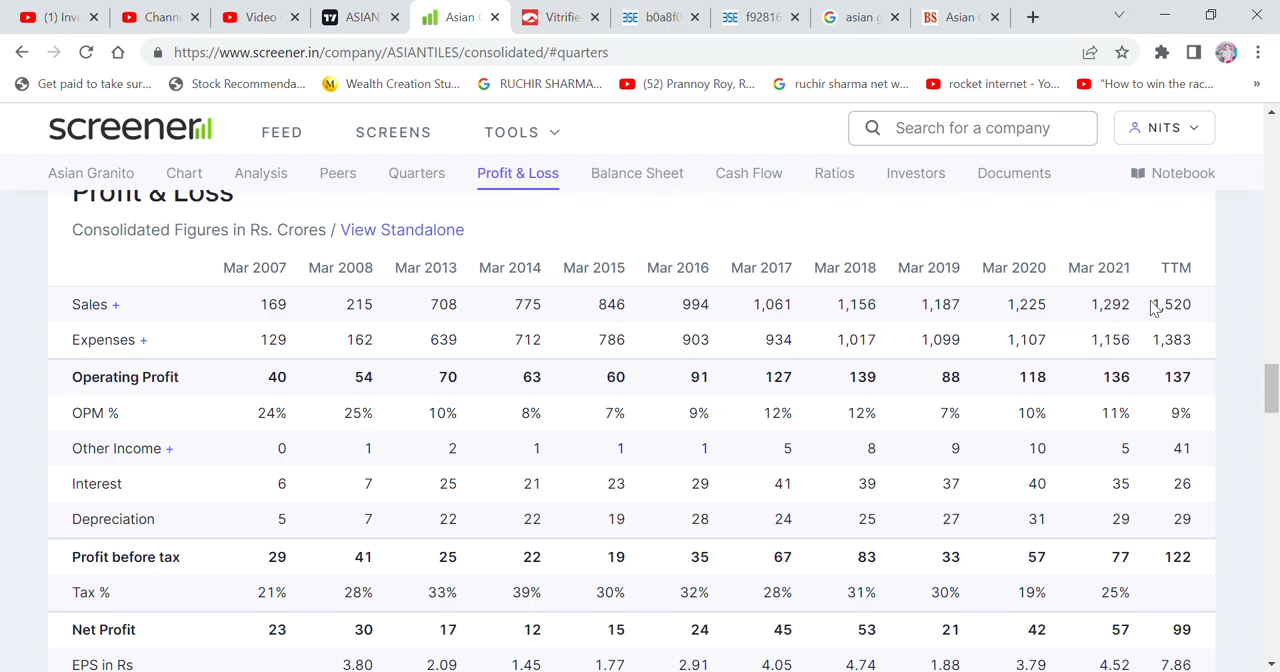 (1) Inve
Chann
Video
ASIAN
Asian G
Vitrifie
BSE b0a8f0
BSE f92816
asian g
BS Asian
https://www.screener.in/company/ASIANTILES/consolidated/#quarters
Get paid to take sur...
Stock Recommenda...
M Wealth Creation Stu...
RUCHIR SHARMA...
(52) Prannoy Roy, R...
ruchir sharma net w...
rocket internet - Yo...
"How to win the rac...
»
screener
FEED SCREENS TOOLS
Search for a company
NITS
Asian Granito Chart Analysis Peers Quarters Profit & Loss Balance Sheet Cash Flow Ratios Investors Documents Notebook
Profit & Loss
Consolidated Figures in Rs. Crores / View Standalone
Mar 2007 Mar 2008 Mar 2013 Mar 2014 Mar 2015 Mar 2016 Mar 2017 Mar 2018 Mar 2019 Mar 2020 Mar 2021 TTM
Sales + 169 215 708 775 846 994 1,061 1,156 1,187 1,225 1,292 1,520
Expenses + 129 162 639 712 786 903 934 1,017 1,099 1,107 1,156 1,383
Operating Profit 40 54 70 63 60 91 127 139 88 118 136 137
OPM % 24% 25% 10% 8% 7% 9% 12% 12% 7% 10% 11% 9%
Other Income + 0 1 2 1 1 1 5 8 9 10 5 41
Interest 6 7 25 21 23 29 41 39 37 40 35 26
Depreciation 5 7 22 22 19 28 24 25 27 31 29 29
Profit before tax 29 41 25 22 19 35 67 83 33 57 77 122
Tax % 21% 28% 33% 39% 30% 32% 28% 31% 30% 19% 25%
Net Profit 23 30 17 12 15 24 45 53 21 42 57 99
EPS in Rs 3.80 2.09 1.45 1.77 2.91 4.05 4.74 1.88 3.79 4.52 7.86